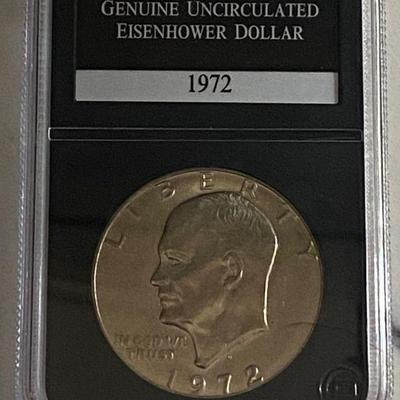 GENUINE UNCIRCULATED
EISENHOWER DOLLAR
1972
LIBERTY
IN GOD WE
TRUST
1972